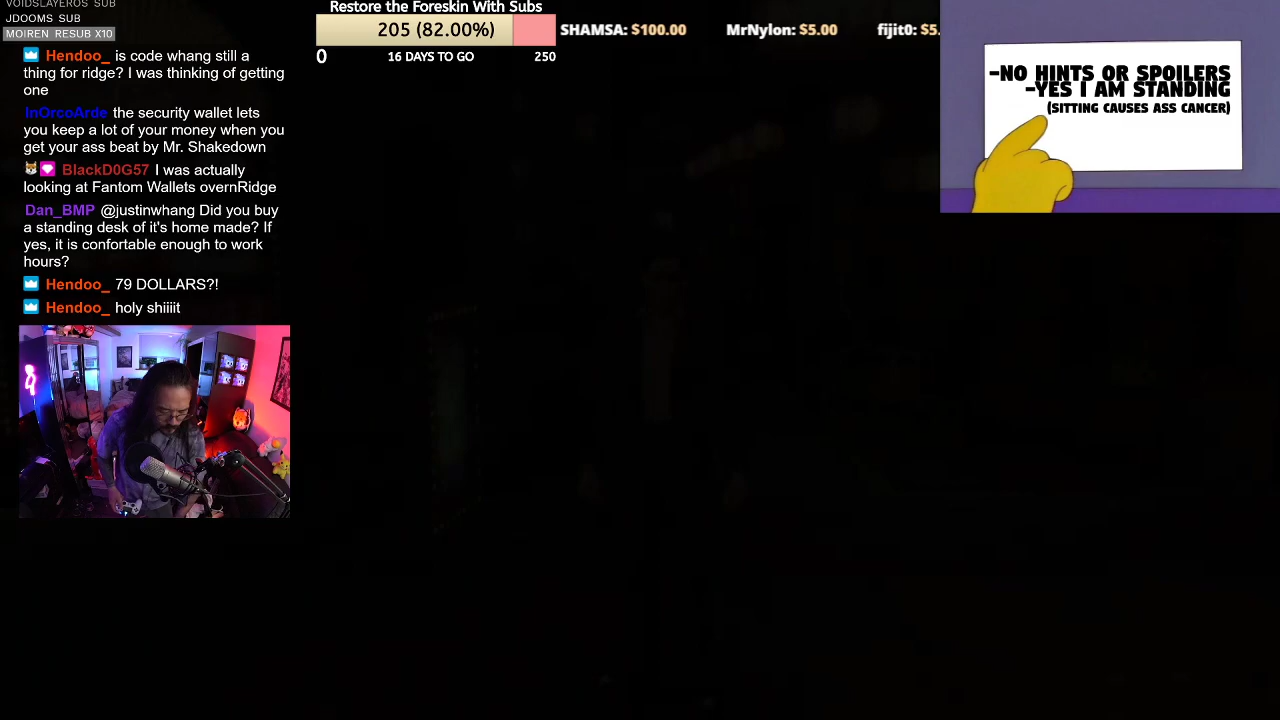 VOIDSLAYEROS SUB
JDOOMS SUB
MOIREN RESUB X10
Hendoo_ is code whang still a
thing for ridge? I was thinking of getting
one
InOrcoArde the security wallet lets
you keep a lot of your money when you
get your ass beat by Mr. Shakedown
BlackD0G57 I was actually
looking at Fantom Wallets overnRidge
Dan_BMP @justinwhang Did you buy
a standing desk of it's home made? If
yes, it is confortable enough to work
hours?
Hendoo_ 79 DOLLARS?!
Hendoo_ holy shiiiit
Restore the Foreskin With Subs
205 (82.00%)
0 16 DAYS TO GO 250
SHAMSA: $100.00 MrNylon: $5.00 fijit0: $5.
-NO HINTS OR SPOILERS
-YES I AM STANDING
(SITTING CAUSES ASS CANCER)